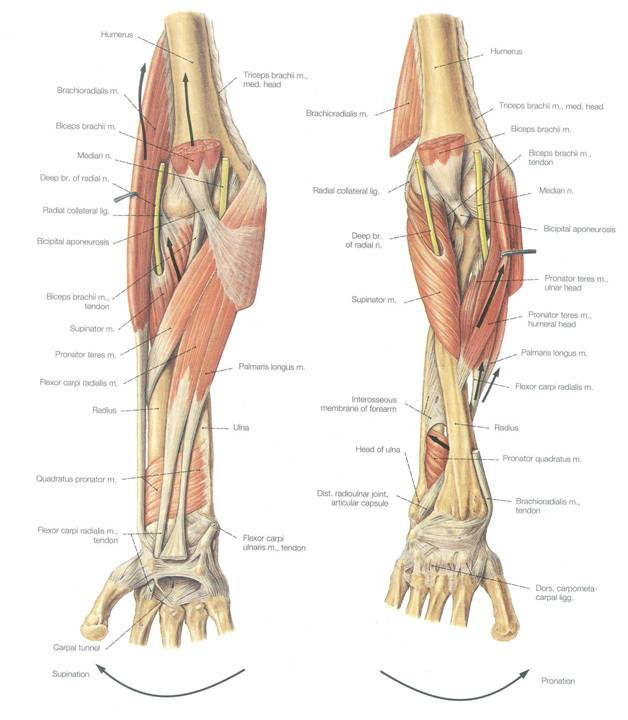 Humerus
Brachioradialis m.
Triceps brachii m.,
med. head
Biceps brachii m.
Median n.
Deep br. of radial n.
Radial collateral lig.
Bicipital aponeurosis
Biceps brachii m.,
tendon
Supinator m.
Pronator teres m.
Flexor carpi radialis m.
Palmaris longus m.
Radius
Ulna
Quadratus pronator m.
Flexor carpi radialis m.,
tendon
Flexor carpi
ulnaris m., tendon
Carpal tunnel
Supination
Humerus
Brachioradialis m.
Triceps brachii m., med. head
Biceps brachii m.
Biceps brachii m.,
tendon
Radial collateral lig.
Median n.
Bicipital aponeurosis
Deep br.
of radial n.
Pronator teres m.,
ulnar head
Supinator m.
Pronator teres m.,
humeral head
Palmaris longus m.
Flexor carpi radialis m.
Interosseous
membrane of forearm
Radius
Head of ulna
Pronator quadratus m.
Dist. radioulnar joint,
articular capsule
Brachioradialis m.,
tendon
Dors. carpometa-
carpal ligg.
Pronation